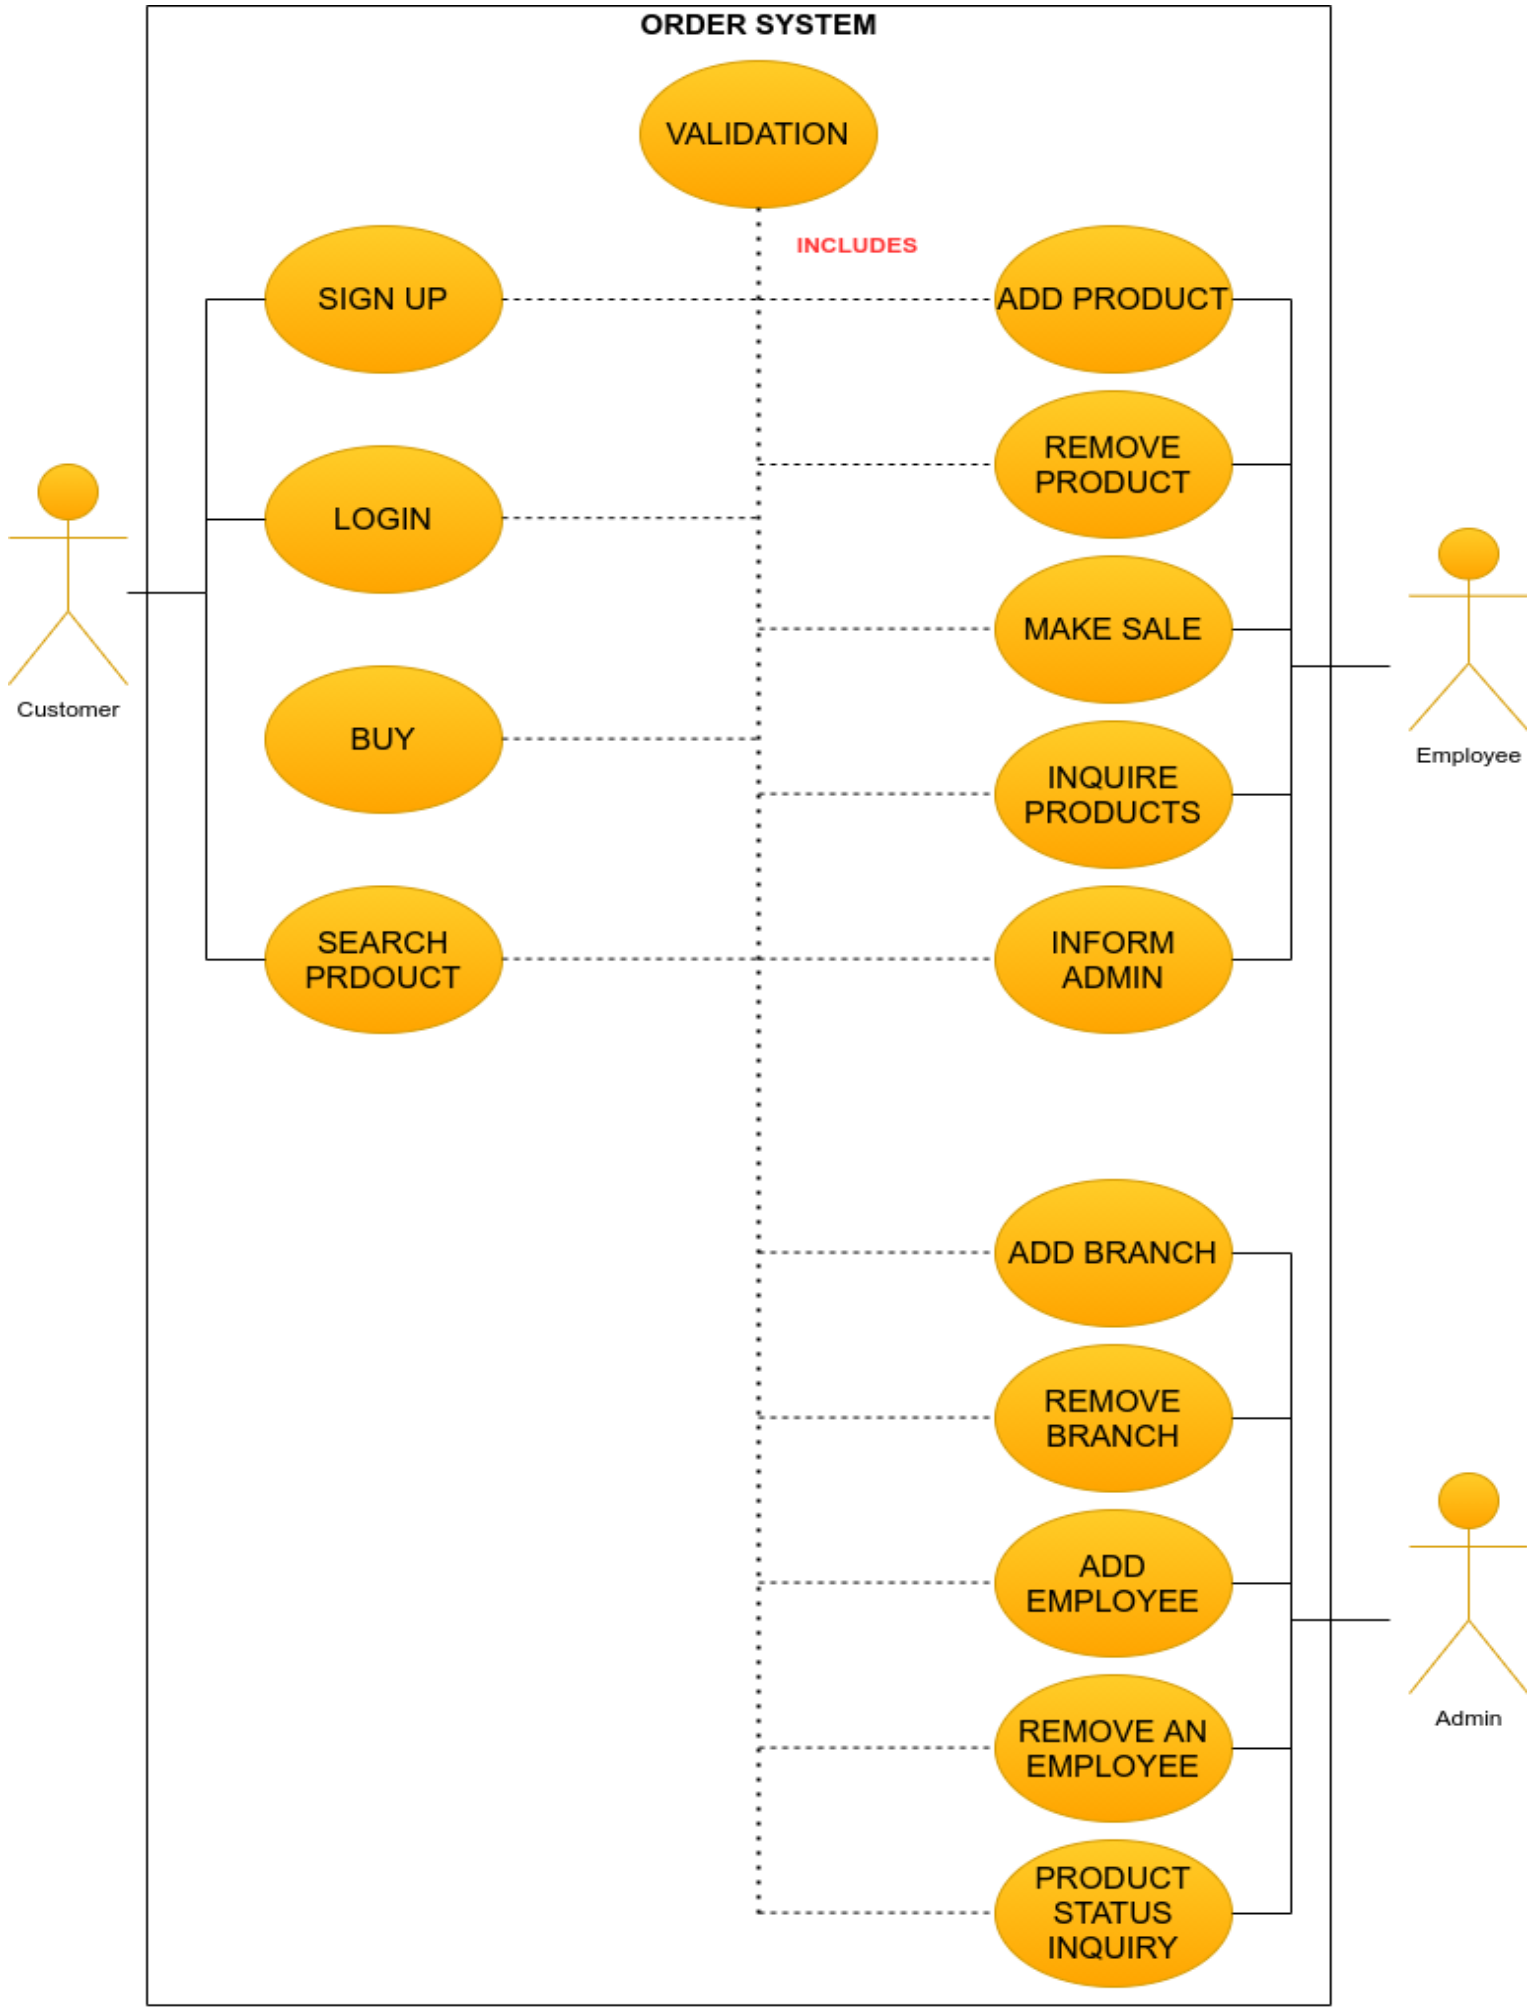 ORDER SYSTEM
VALIDATION
INCLUDES
SIGN UP
LOGIN
BUY
SEARCH
PRDOUCT
Customer
ADD PRODUCT
REMOVE
PRODUCT
MAKE SALE
INQUIRE
PRODUCTS
INFORM
ADMIN
Employee
ADD BRANCH
REMOVE
BRANCH
ADD
EMPLOYEE
REMOVE AN
EMPLOYEE
PRODUCT
STATUS
INQUIRY
Admin